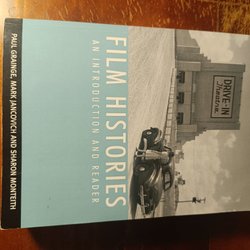 FILM HISTORIES
AN INTRODUCTION AND READER
PAUL GRAINGE, MARK JANCOVICH AND SHARON MONTEITH
DRIVE-IN
Theatre